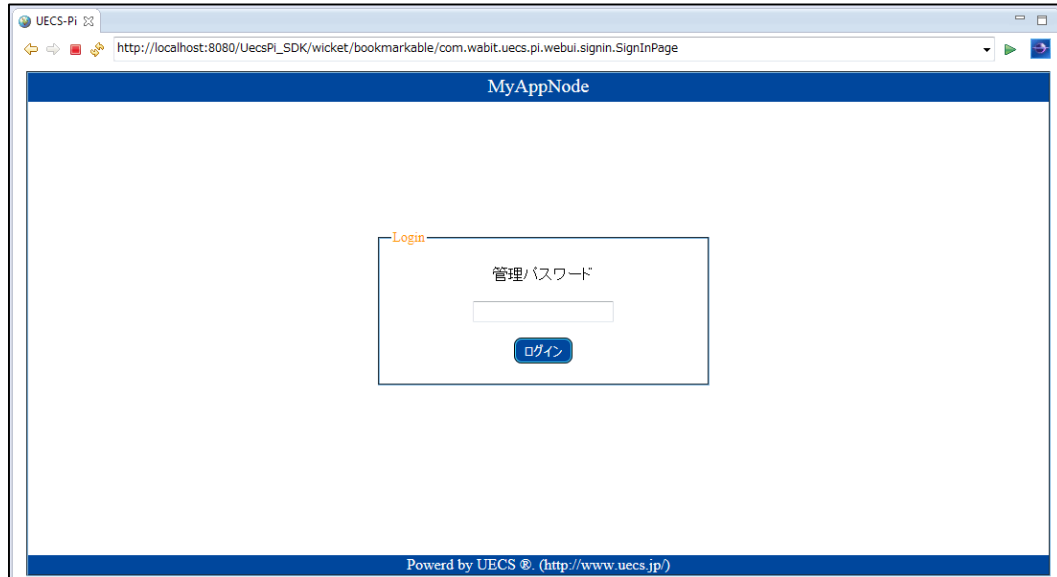 UECS-Pi
http://localhost:8080/UecsPi_SDK/wicket/bookmarkable/com.wabit.uecs.pi.webui.signin.SignInPage
MyAppNode
Login
管理パスワード
ログイン
Powerd by UECS ®. (http://www.uecs.jp/)